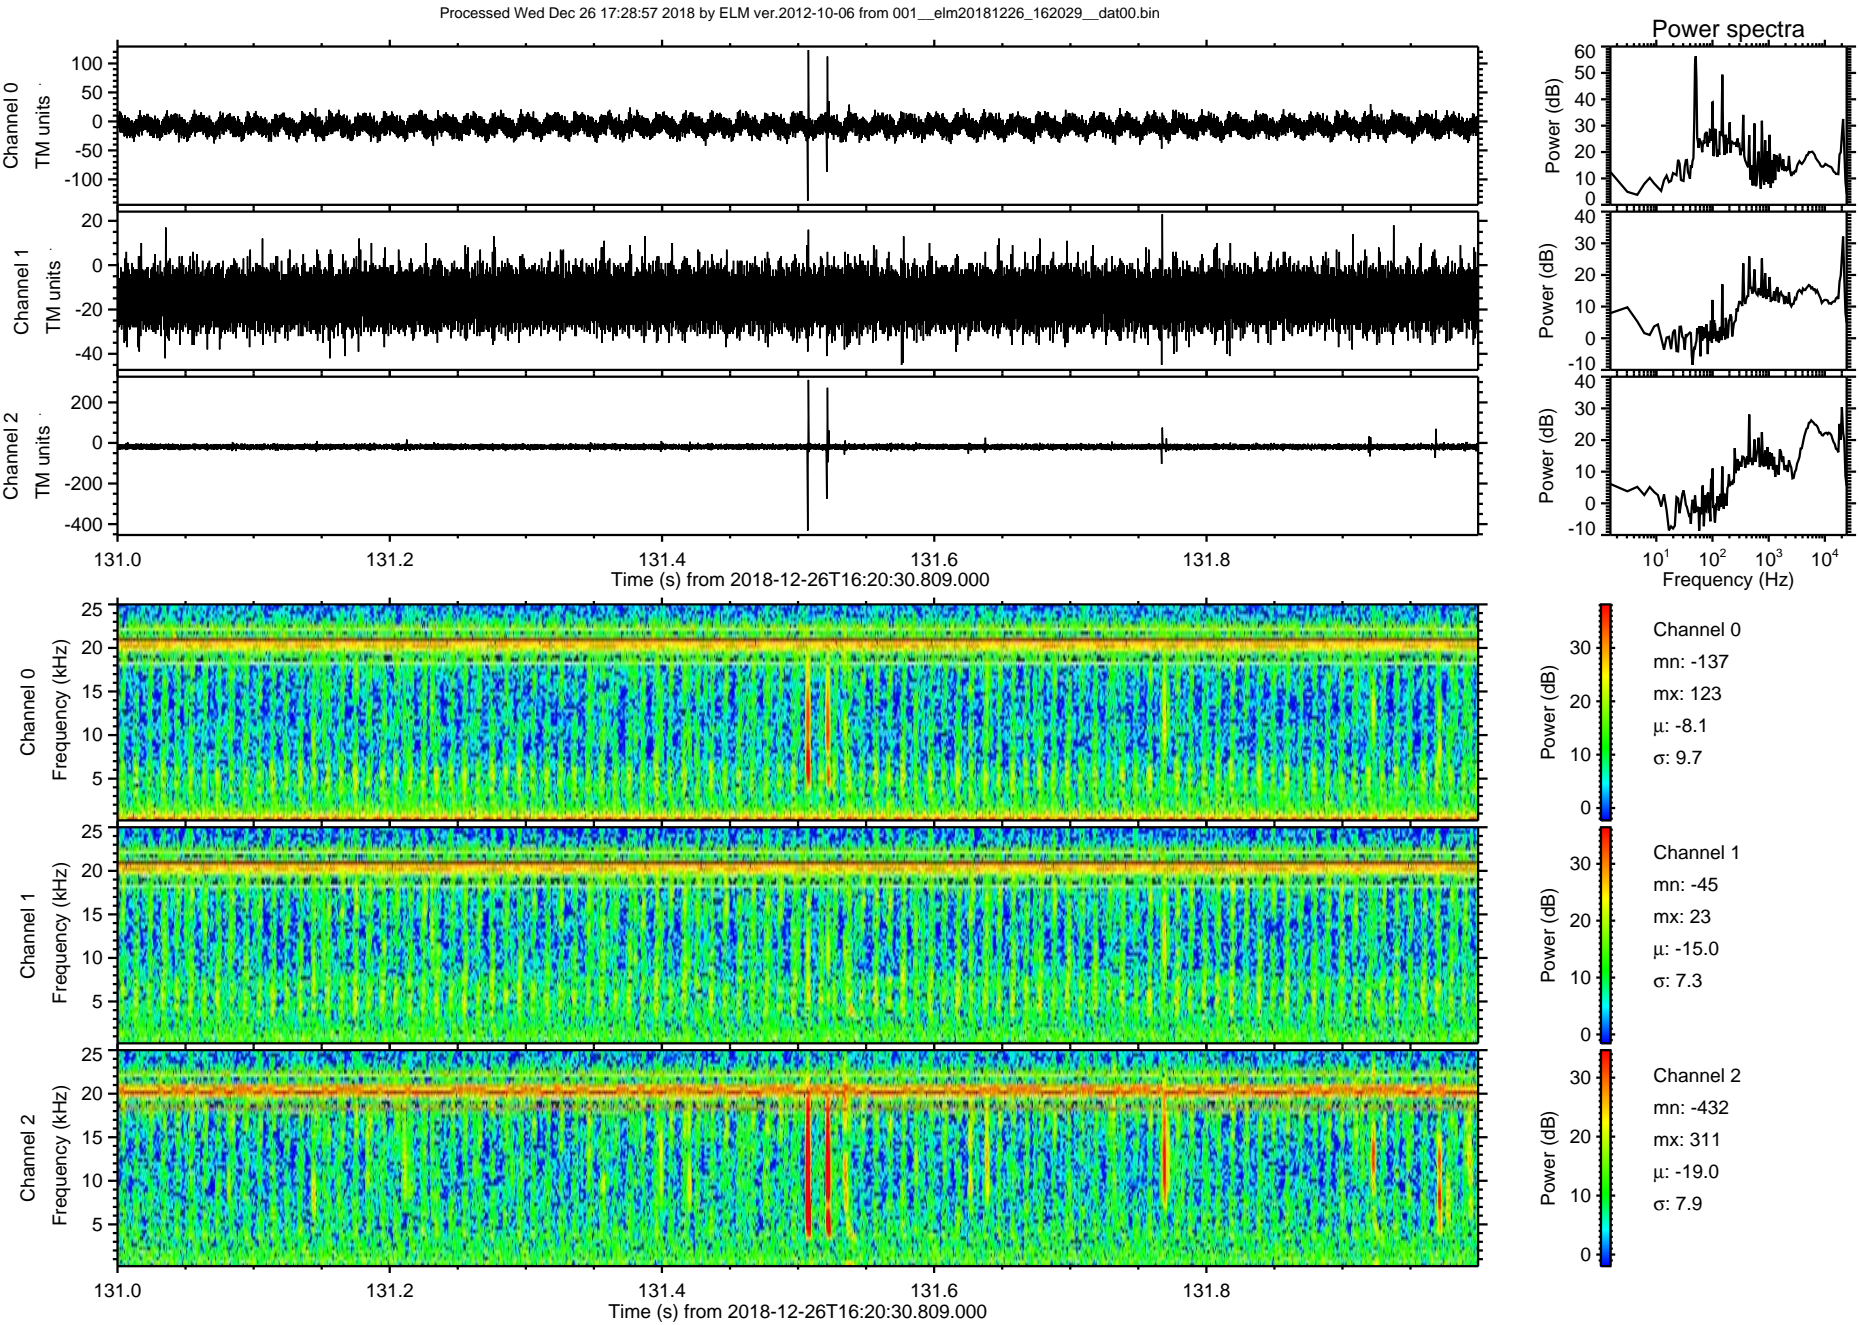 Processed Wed Dec 26 17:28:57 2018 by ELM ver.2012-10-06 from 001__elm20181226_162029__dat00.bin
Power spectra
Channel 0
TM units
100
50
0
-50
-100
Power (dB)
60
50
40
30
20
10
0
Channel 1
TM units
20
0
-20
-40
Power (dB)
40
30
20
10
0
-10
Channel 2
TM units
200
0
-200
-400
Power (dB)
40
30
20
10
0
-10
131.0 131.2 131.4 131.6 131.8
Time (s) from 2018-12-26T16:20:30.809.000
10^1 10^2 10^3 10^4
Frequency (Hz)
Channel 0
Frequency (kHz)
25
20
15
10
5
Power (dB)
30
20
10
0
Channel 0
mn: -137
mx: 123
μ: -8.1
σ: 9.7
Channel 1
Frequency (kHz)
25
20
15
10
5
Power (dB)
30
20
10
0
Channel 1
mn: -45
mx: 23
μ: -15.0
σ: 7.3
Channel 2
Frequency (kHz)
25
20
15
10
5
Power (dB)
30
20
10
0
Channel 2
mn: -432
mx: 311
μ: -19.0
σ: 7.9
131.0 131.2 131.4 131.6 131.8
Time (s) from 2018-12-26T16:20:30.809.000